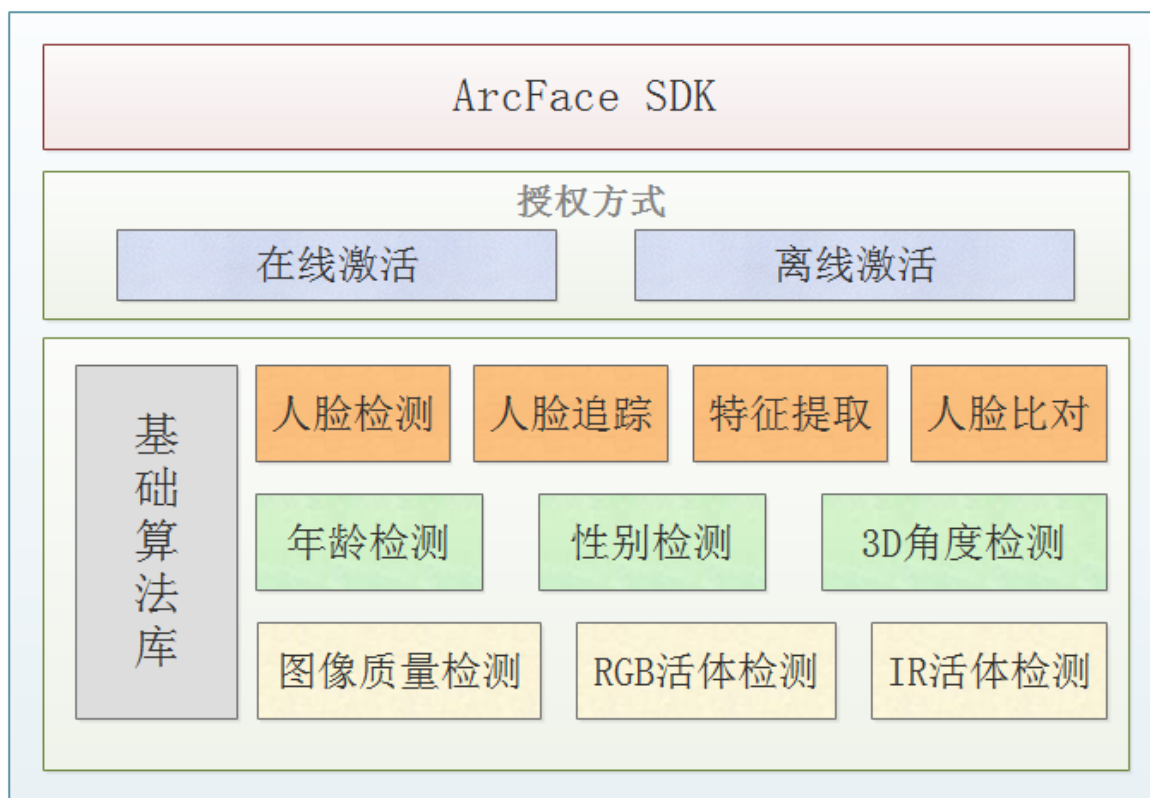 ArcFace SDK
授权方式
在线激活
离线激活
基础算法库
人脸检测
人脸追踪
特征提取
人脸比对
年龄检测
性别检测
3D角度检测
图像质量检测
RGB活体检测
IR活体检测